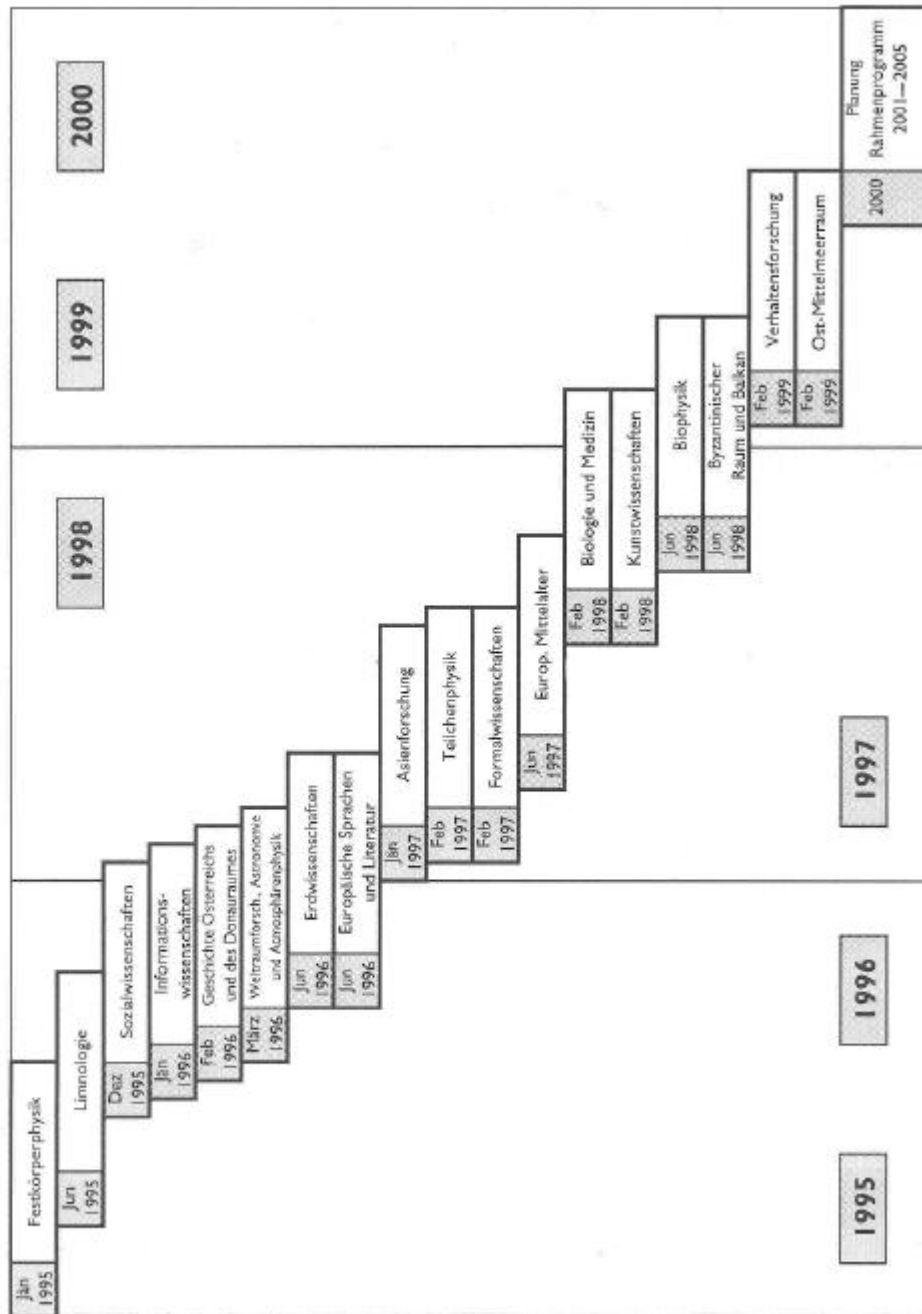 Jän
1995
Festkörperphysik
Jun
1995
Limnologie
Dez
1995
Sozialwissenschaften
Jän
1996
Informations-
wissenschaften
Feb
1996
Geschichte Österreichs
und des Donauraumes
März
1996
Weltraumforsch., Astronomie
und Atmosphärenphysik
Jun
1996
Erdwissenschaften
Jun
1996
Europäische Sprachen
und Literatur
Jän
1997
Asienforschung
Feb
1997
Teilchenphysik
Feb
1997
Formalwissenschaften
Jun
1997
Europ. Mittelalter
Feb
1998
Biologie und Medizin
Feb
1998
Kunstwissenschaften
Jun
1998
Biophysik
Jun
1998
Byzantinischer
Raum und Balkan
Feb
1999
Verhaltensforschung
Feb
1999
Ost-Mittelmeerraum
2000
Planung
Rahmenprogramm
2001—2005
1995
1996
1997
1998
1999
2000